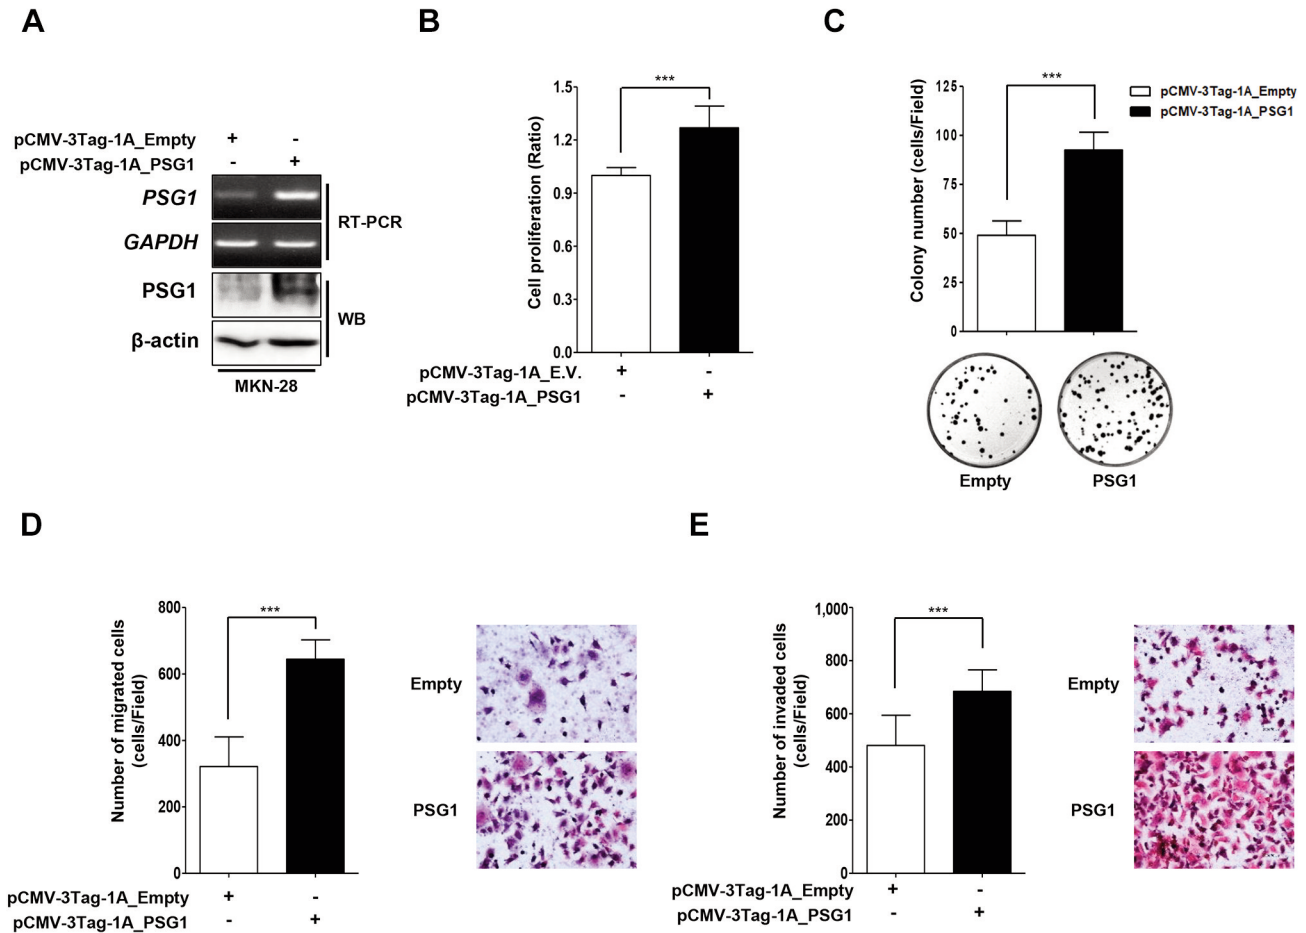 A
pCMV-3Tag-1A_Empty + -
pCMV-3Tag-1A_PSG1 - +
PSG1
GAPDH
RT-PCR
PSG1
β-actin
WB
MKN-28
B
***
Cell proliferation (Ratio)
1.5
1.2
0.9
0.6
0.3
0.0
pCMV-3Tag-1A_E.V. + -
pCMV-3Tag-1A_PSG1 - +
C
***
Colony number (cells/Field)
125
100
75
50
25
0
pCMV-3Tag-1A_Empty
pCMV-3Tag-1A_PSG1
Empty
PSG1
D
***
Number of migrated cells
(cells/Field)
800
600
400
200
0
pCMV-3Tag-1A_Empty + -
pCMV-3Tag-1A_PSG1 - +
Empty
PSG1
E
***
Number of invaded cells
(cells/Field)
1,000
800
600
400
200
0
pCMV-3Tag-1A_Empty + -
pCMV-3Tag-1A_PSG1 - +
Empty
PSG1